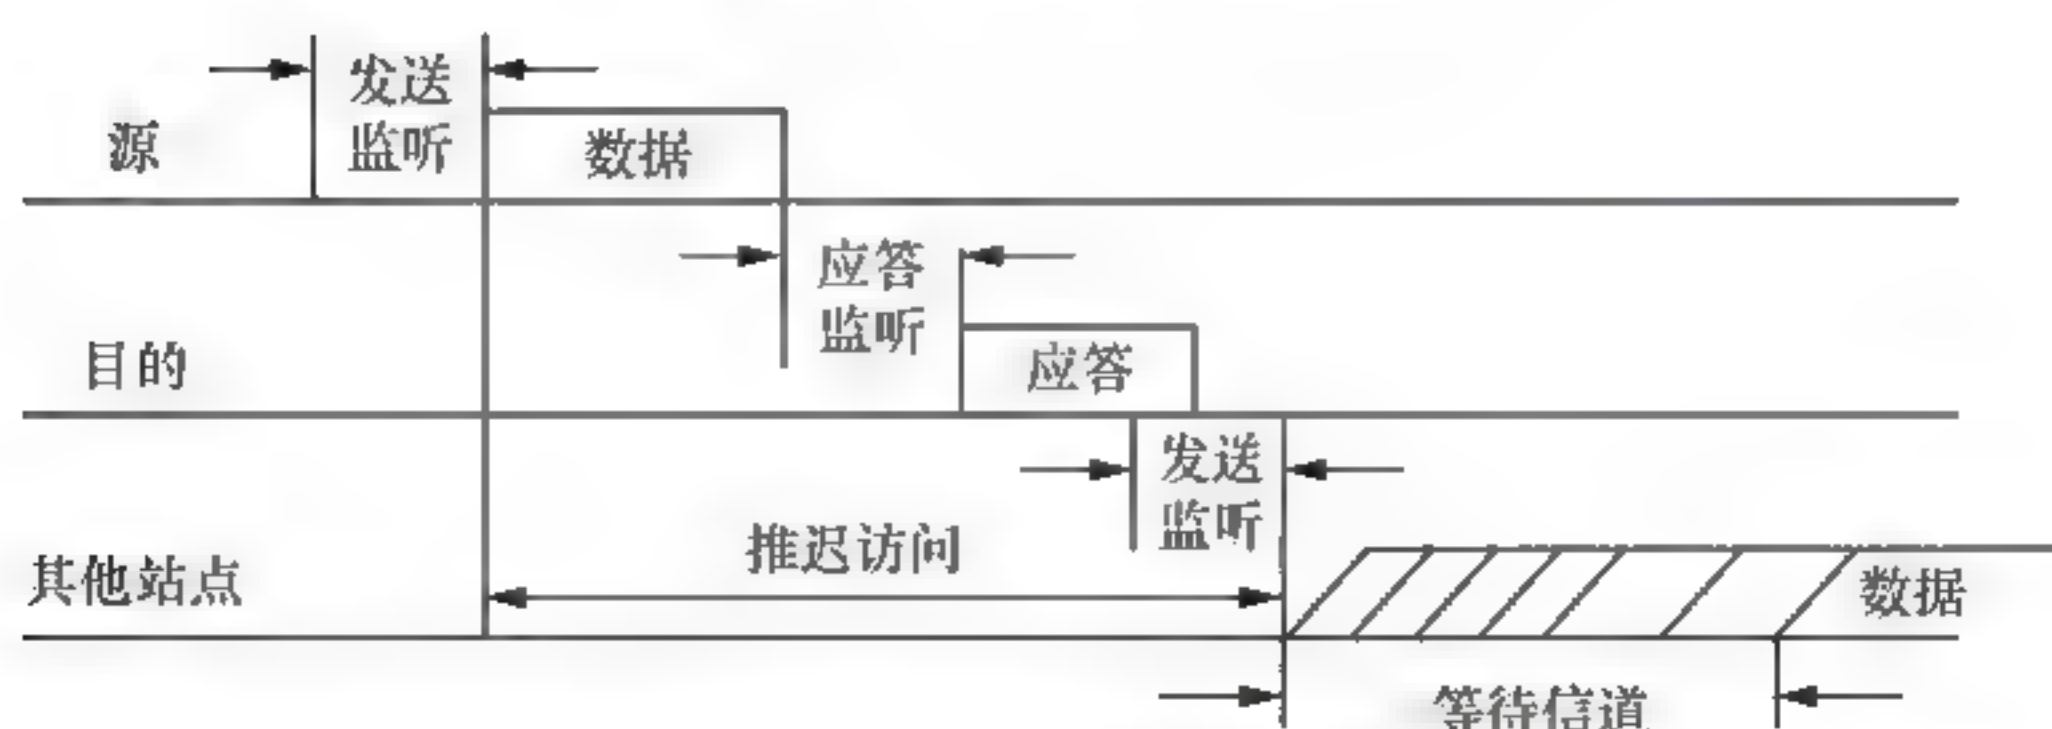 发送
监听
源
数据
应答
监听
目的
应答
发送
监听
推迟访问
其他站点
数据
等待信道